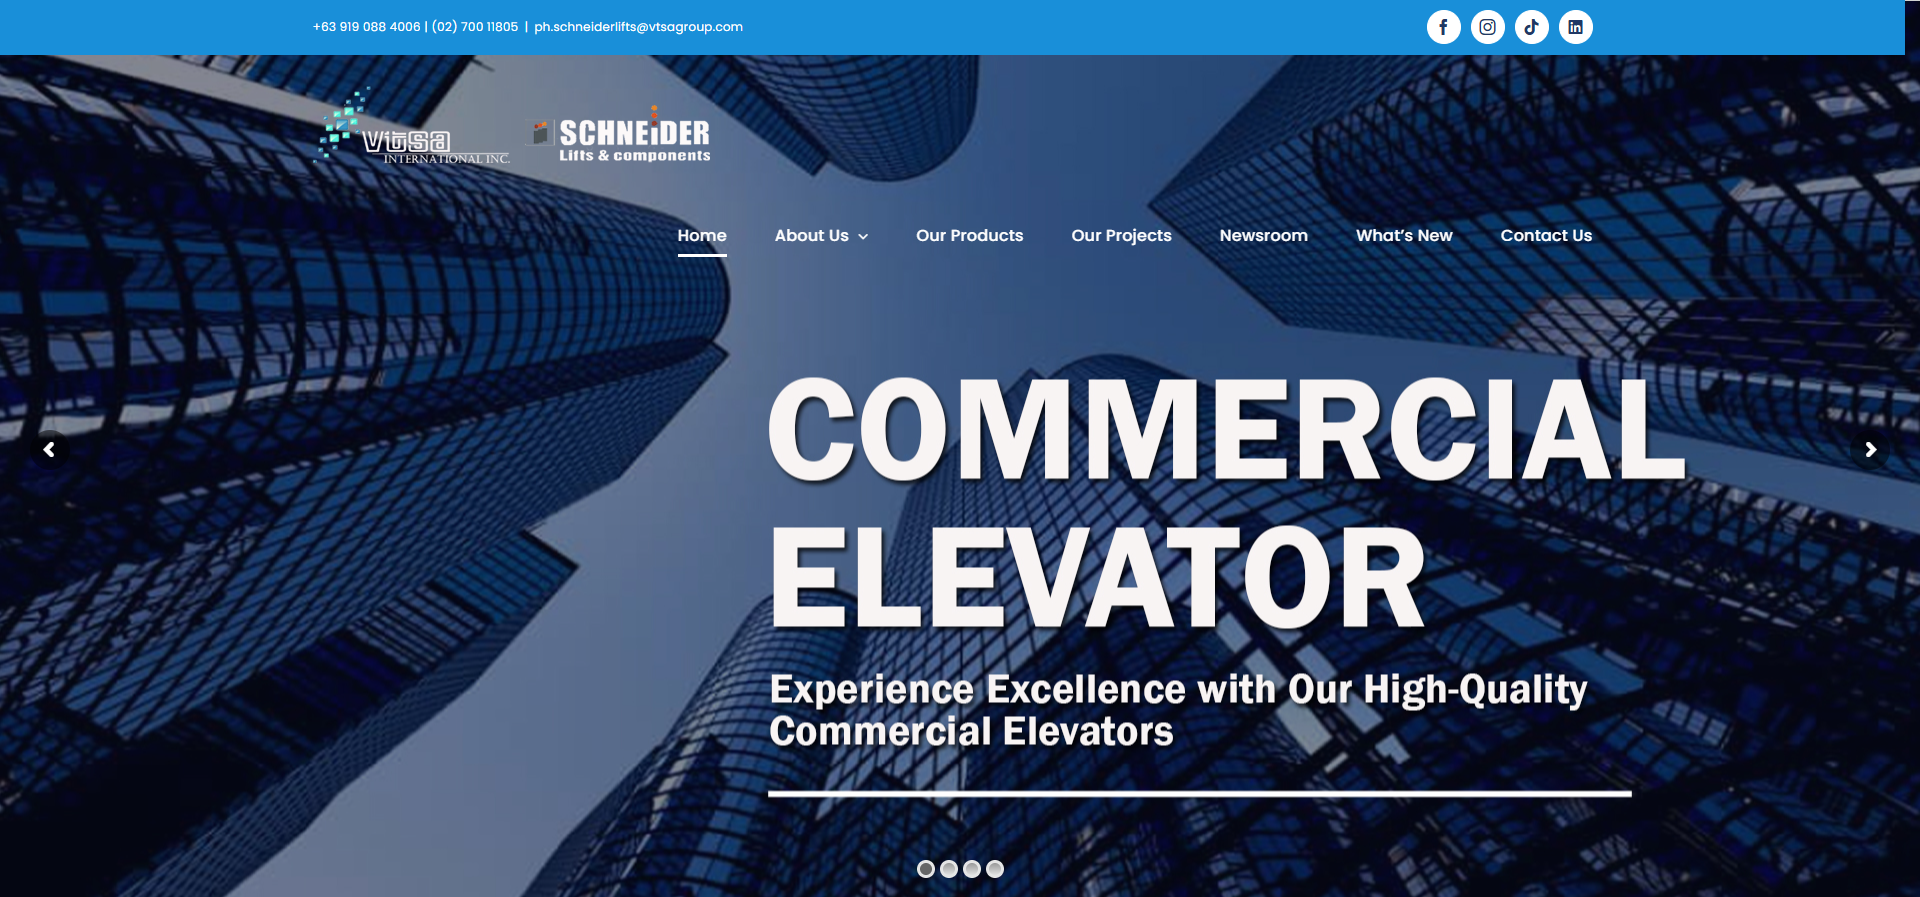 +63 919 088 4006 | (02) 700 11805 | ph.schneiderlifts@vtsagroup.com
vtsa
INTERNATIONAL INC.
SCHNEiDER
Lifts & components
Home About Us Our Products Our Projects Newsroom What's New Contact Us
COMMERCIAL
ELEVATOR
Experience Excellence with Our High-Quality
Commercial Elevators